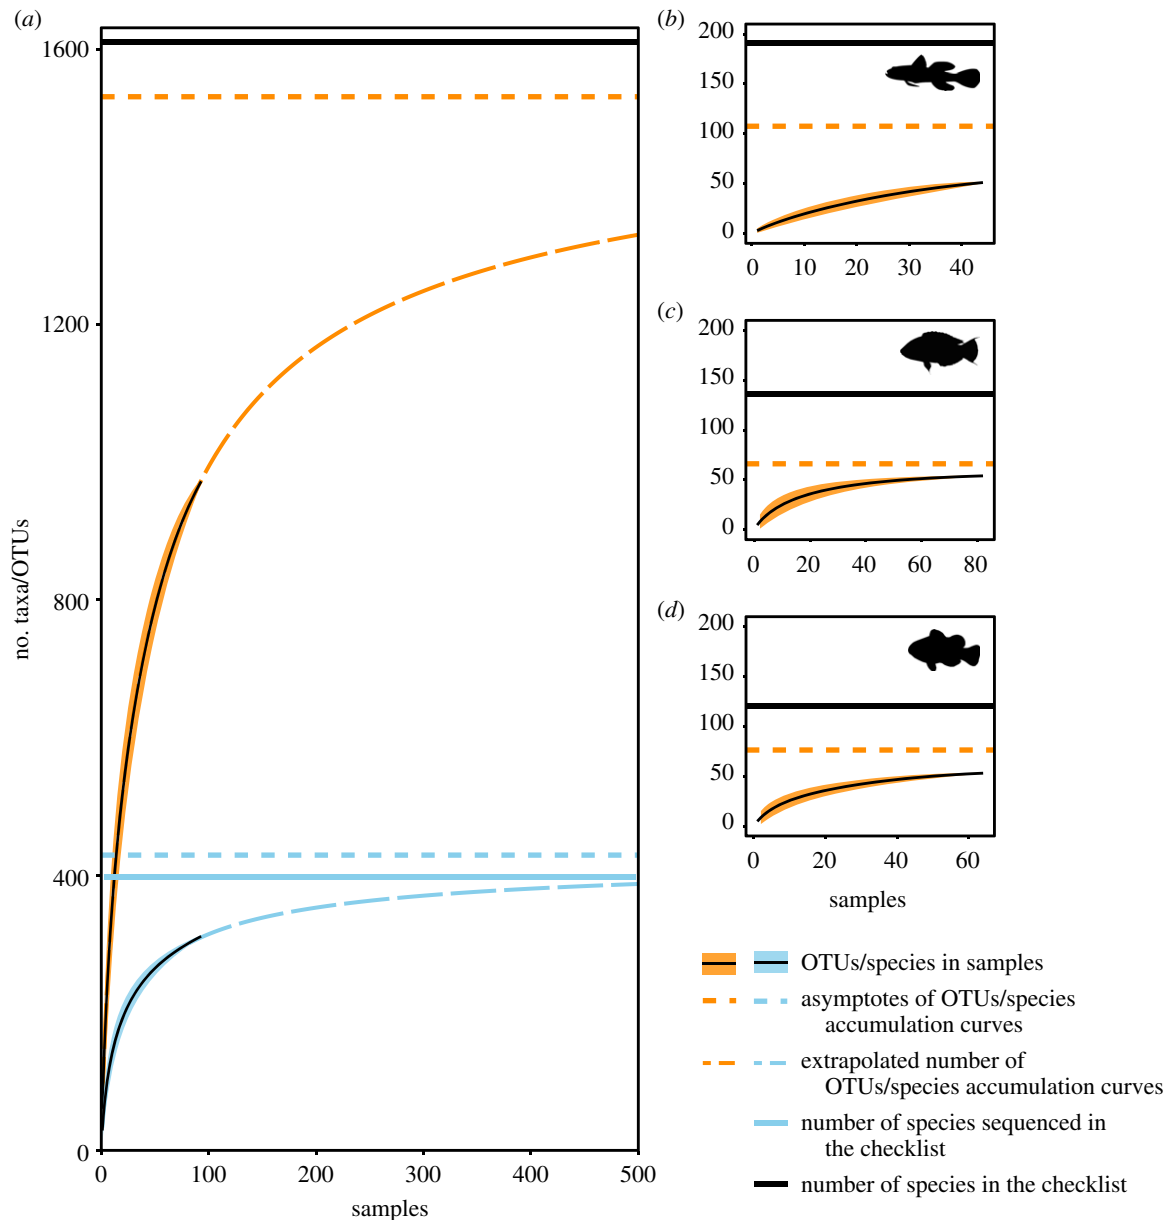 (a)
1600
1200
800
400
0
no. taxa/OTUs
0 100 200 300 400 500
samples
(b)
200
150
100
50
0
0 10 20 30 40
(c)
200
150
100
50
0
0 20 40 60 80
(d)
200
150
100
50
0
0 20 40 60
samples
OTUs/species in samples
asymptotes of OTUs/species
accumulation curves
extrapolated number of
OTUs/species accumulation curves
number of species sequenced in
the checklist
number of species in the checklist